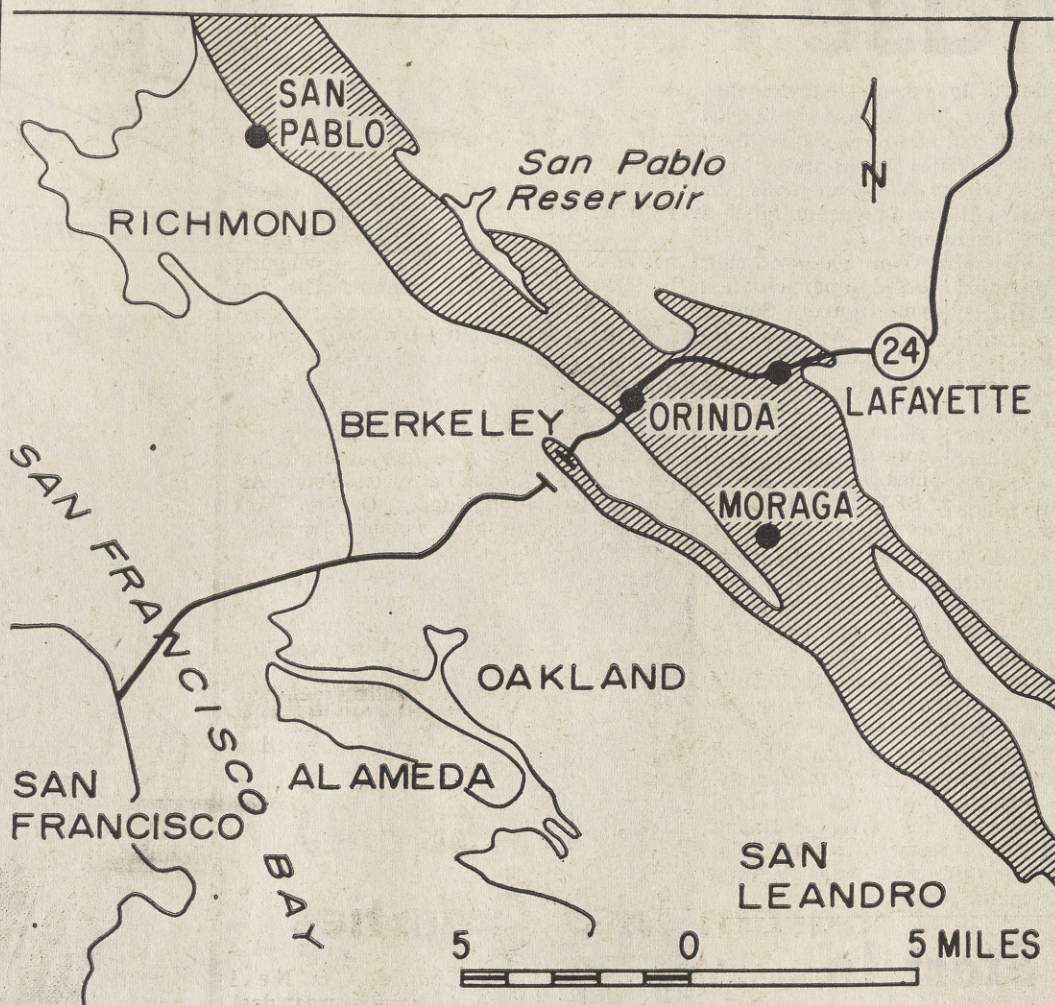 SAN
PABLO
San Pablo
Reservoir
N
RICHMOND
24
LAFAYETTE
BERKELEY
ORINDA
MORAGA
SAN FRANCISCO BAY
OAKLAND
ALAMEDA
SAN
FRANCISCO
SAN
LEANDRO
5 0 5 MILES